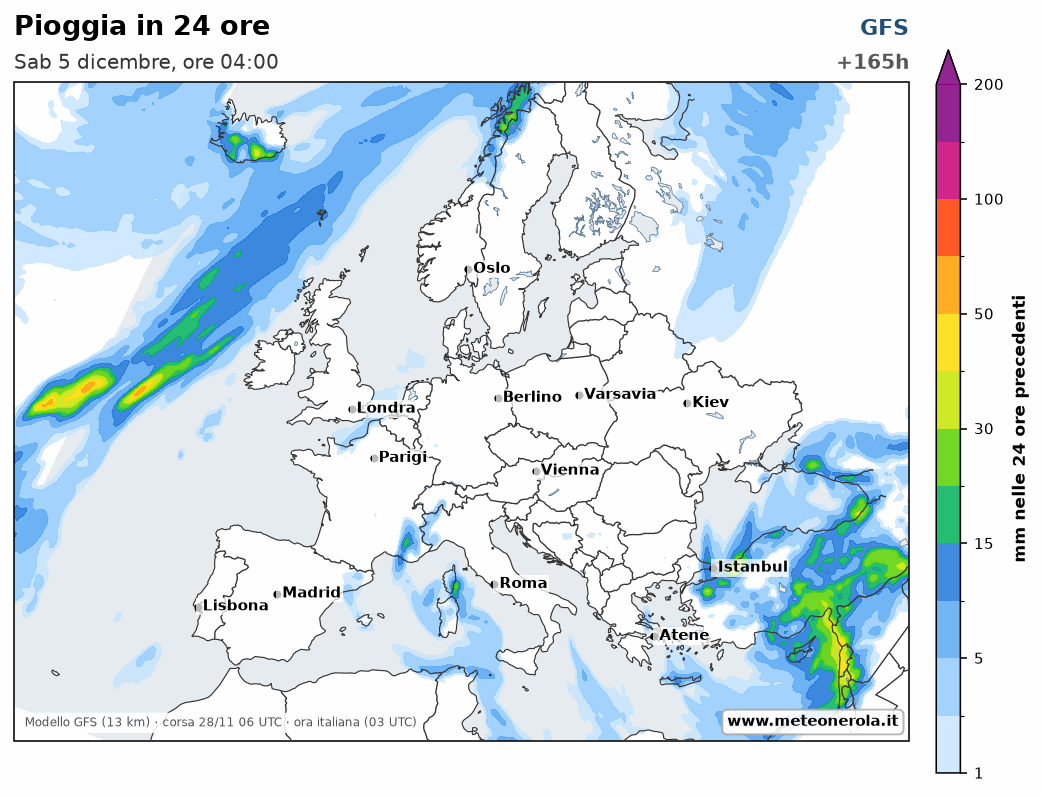 Pioggia in 24 ore
GFS
Sab 5 dicembre, ore 04:00
+165h
200
100
50
30
15
5
1
mm nelle 24 ore precedenti
Oslo
Londra
Berlino
Varsavia
Kiev
Parigi
Vienna
Istanbul
Roma
Madrid
Lisbona
Atene
Modello GFS (13 km) · corsa 28/11 06 UTC · ora italiana (03 UTC)
www.meteonerola.it